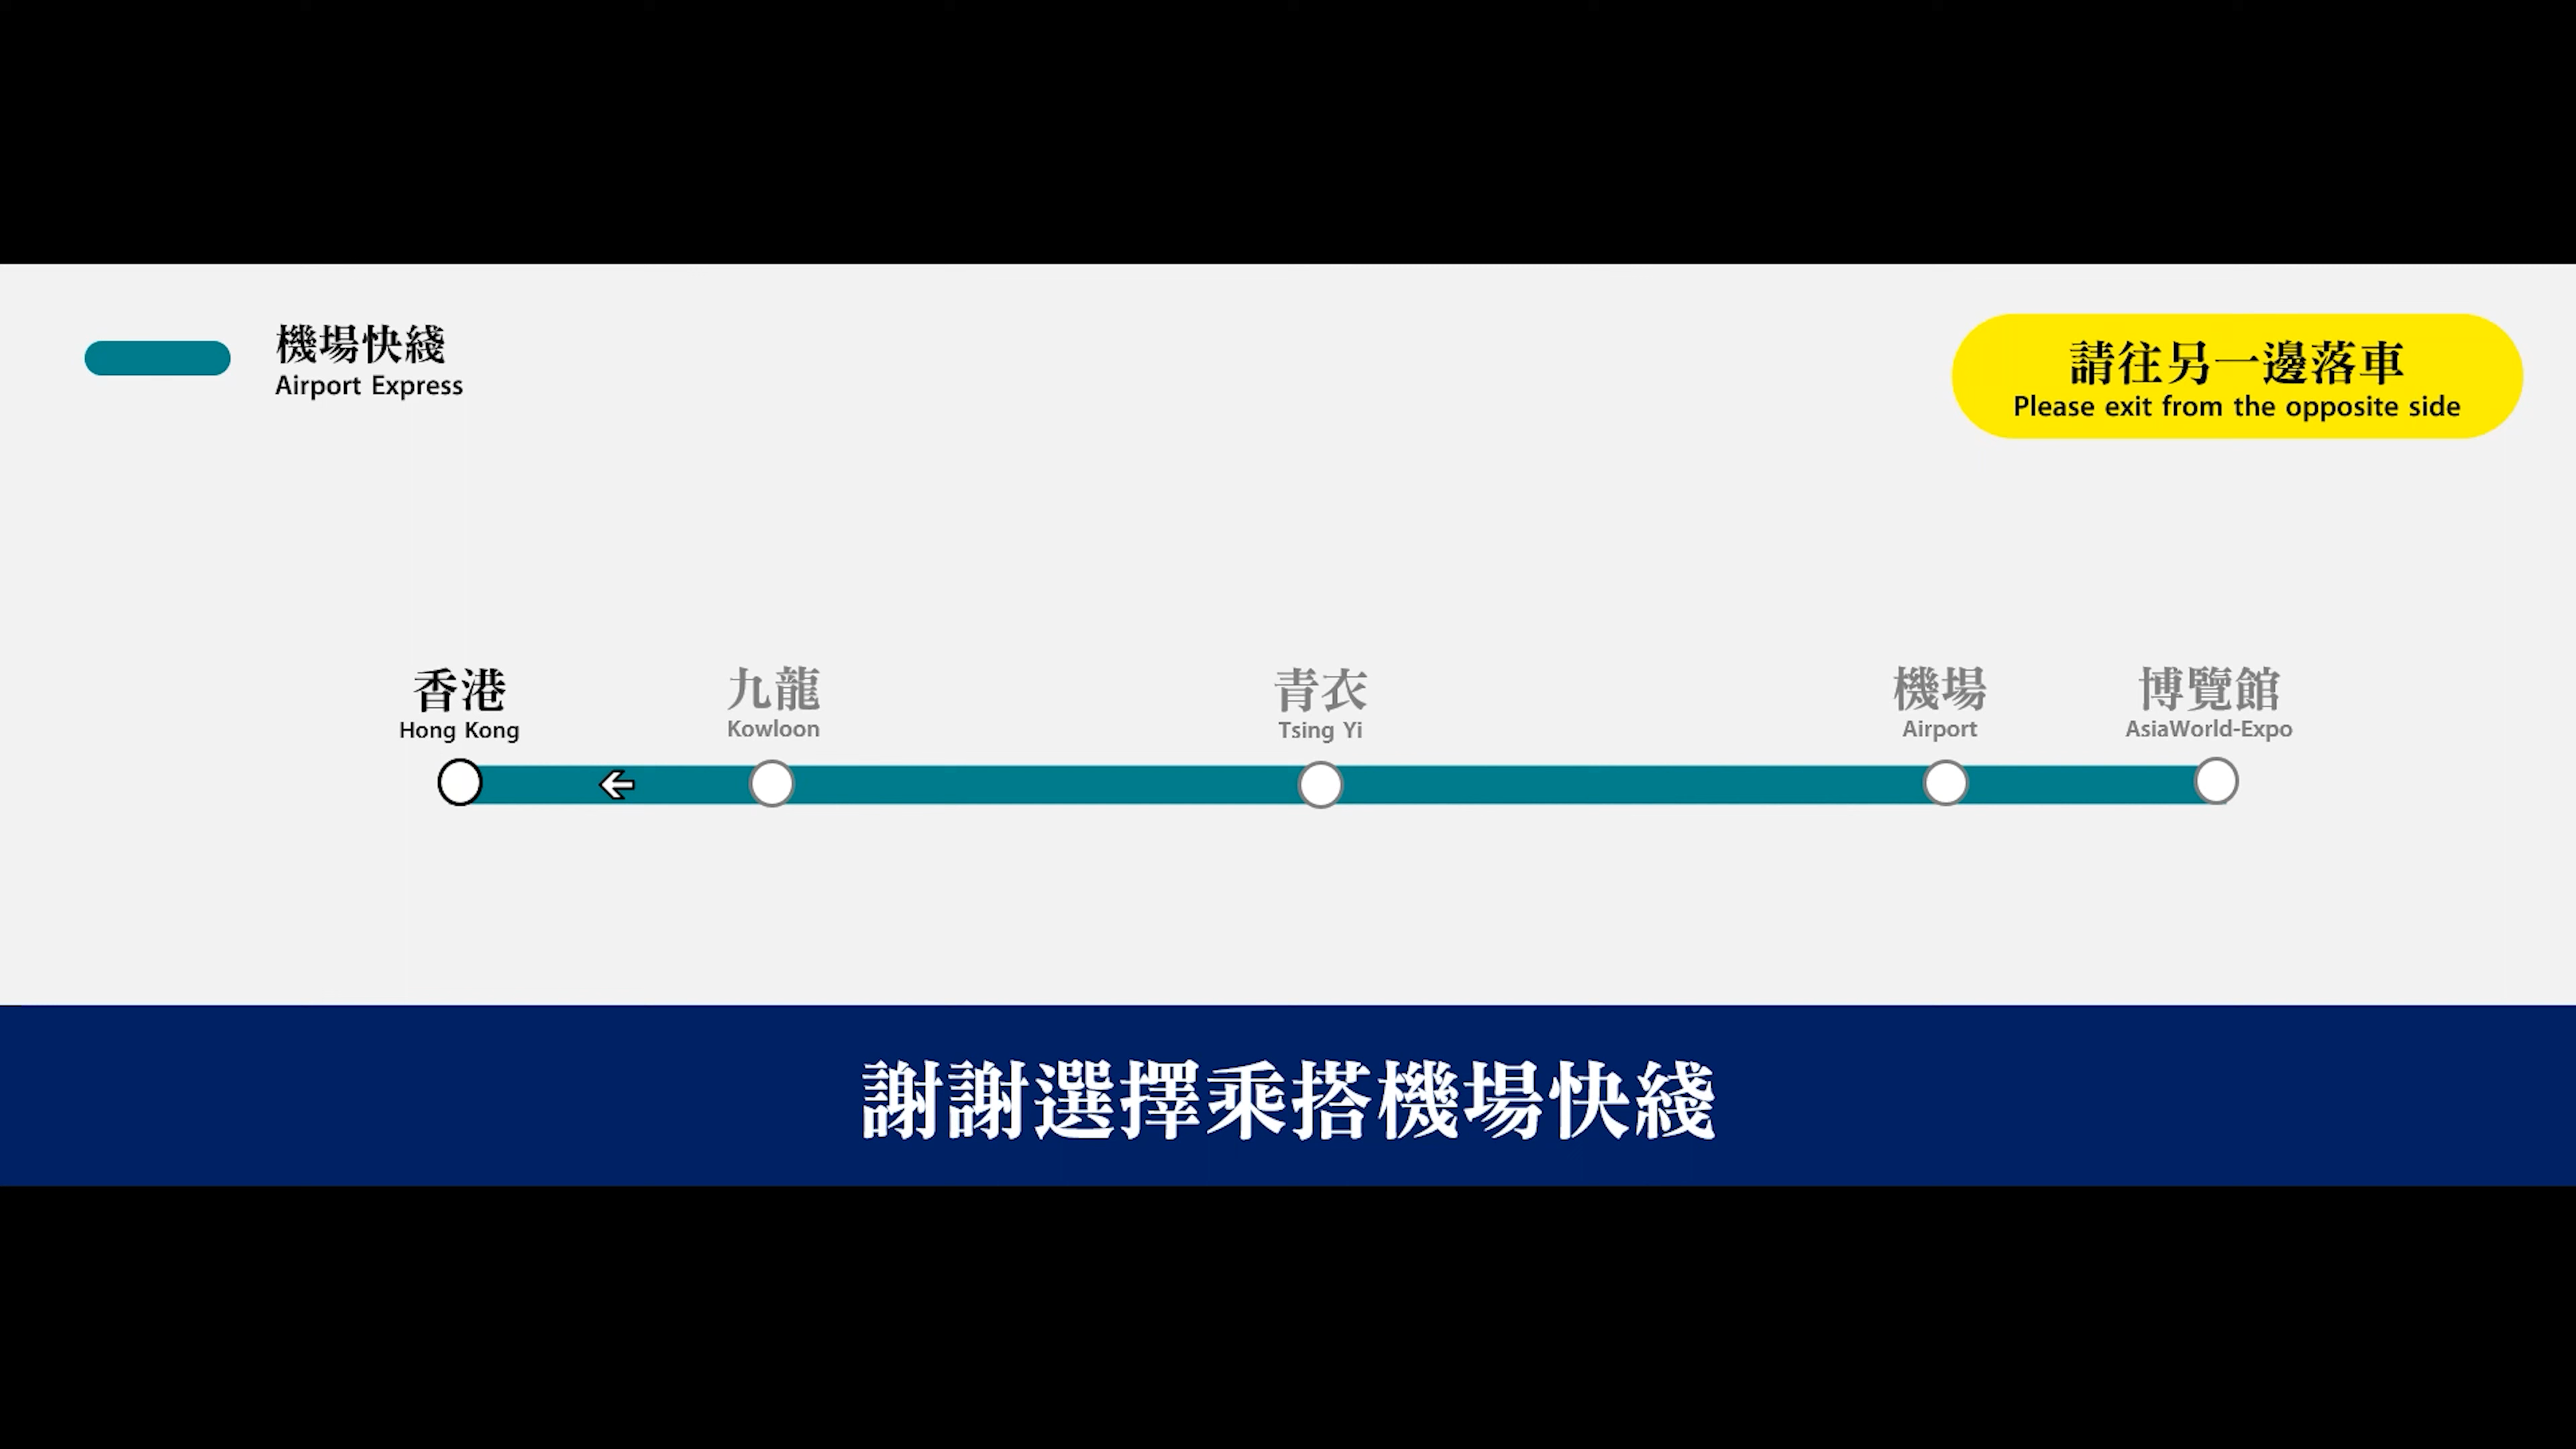 機場快綫
Airport Express
請往另一邊落車
Please exit from the opposite side
香港
Hong Kong
九龍
Kowloon
青衣
Tsing Yi
機場
Airport
博覽館
AsiaWorld-Expo
謝謝選擇乘搭機場快綫